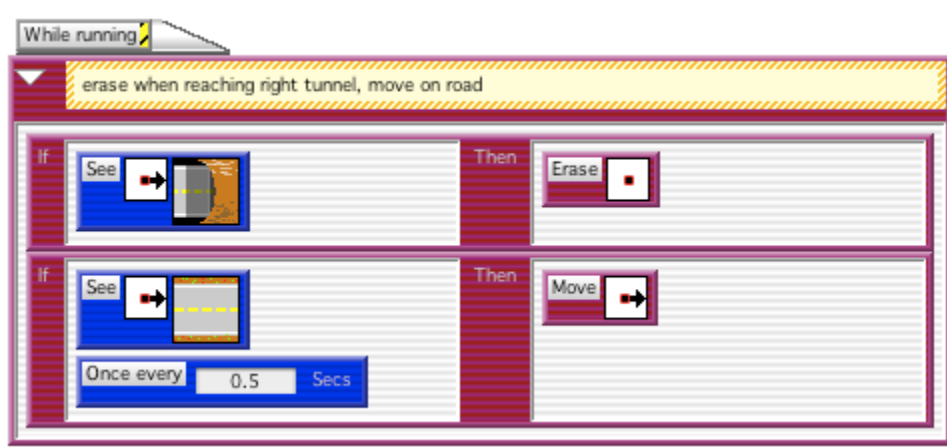 While running
erase when reaching right tunnel, move on road
If See Then Erase
If See Then Move
Once every 0.5 Secs